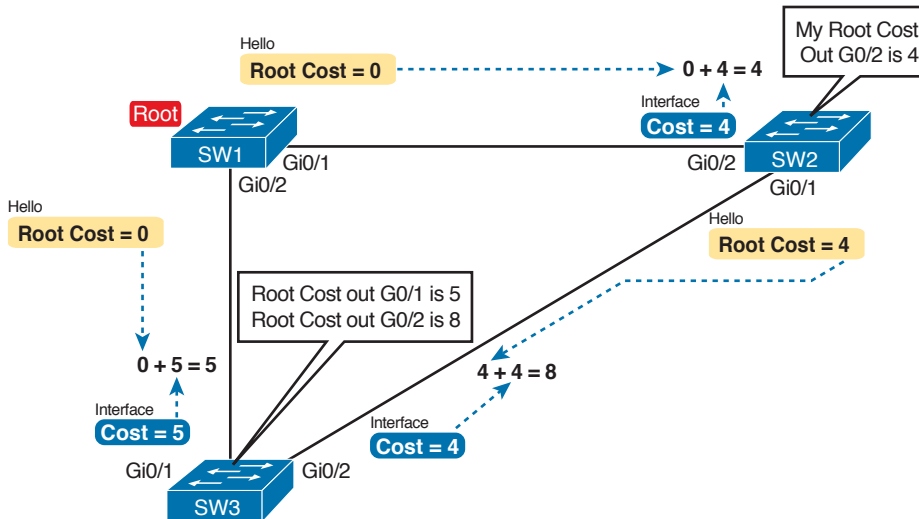 Hello
Root Cost = 0
0 + 4 = 4
My Root Cost
Out G0/2 is 4
Root
Interface
Cost = 4
SW1
Gi0/1
Gi0/2
SW2
Gi0/2
Gi0/1
Hello
Root Cost = 0
Hello
Root Cost = 4
Root Cost out G0/1 is 5
Root Cost out G0/2 is 8
0 + 5 = 5
4 + 4 = 8
Interface
Cost = 5
Interface
Cost = 4
Gi0/1
Gi0/2
SW3